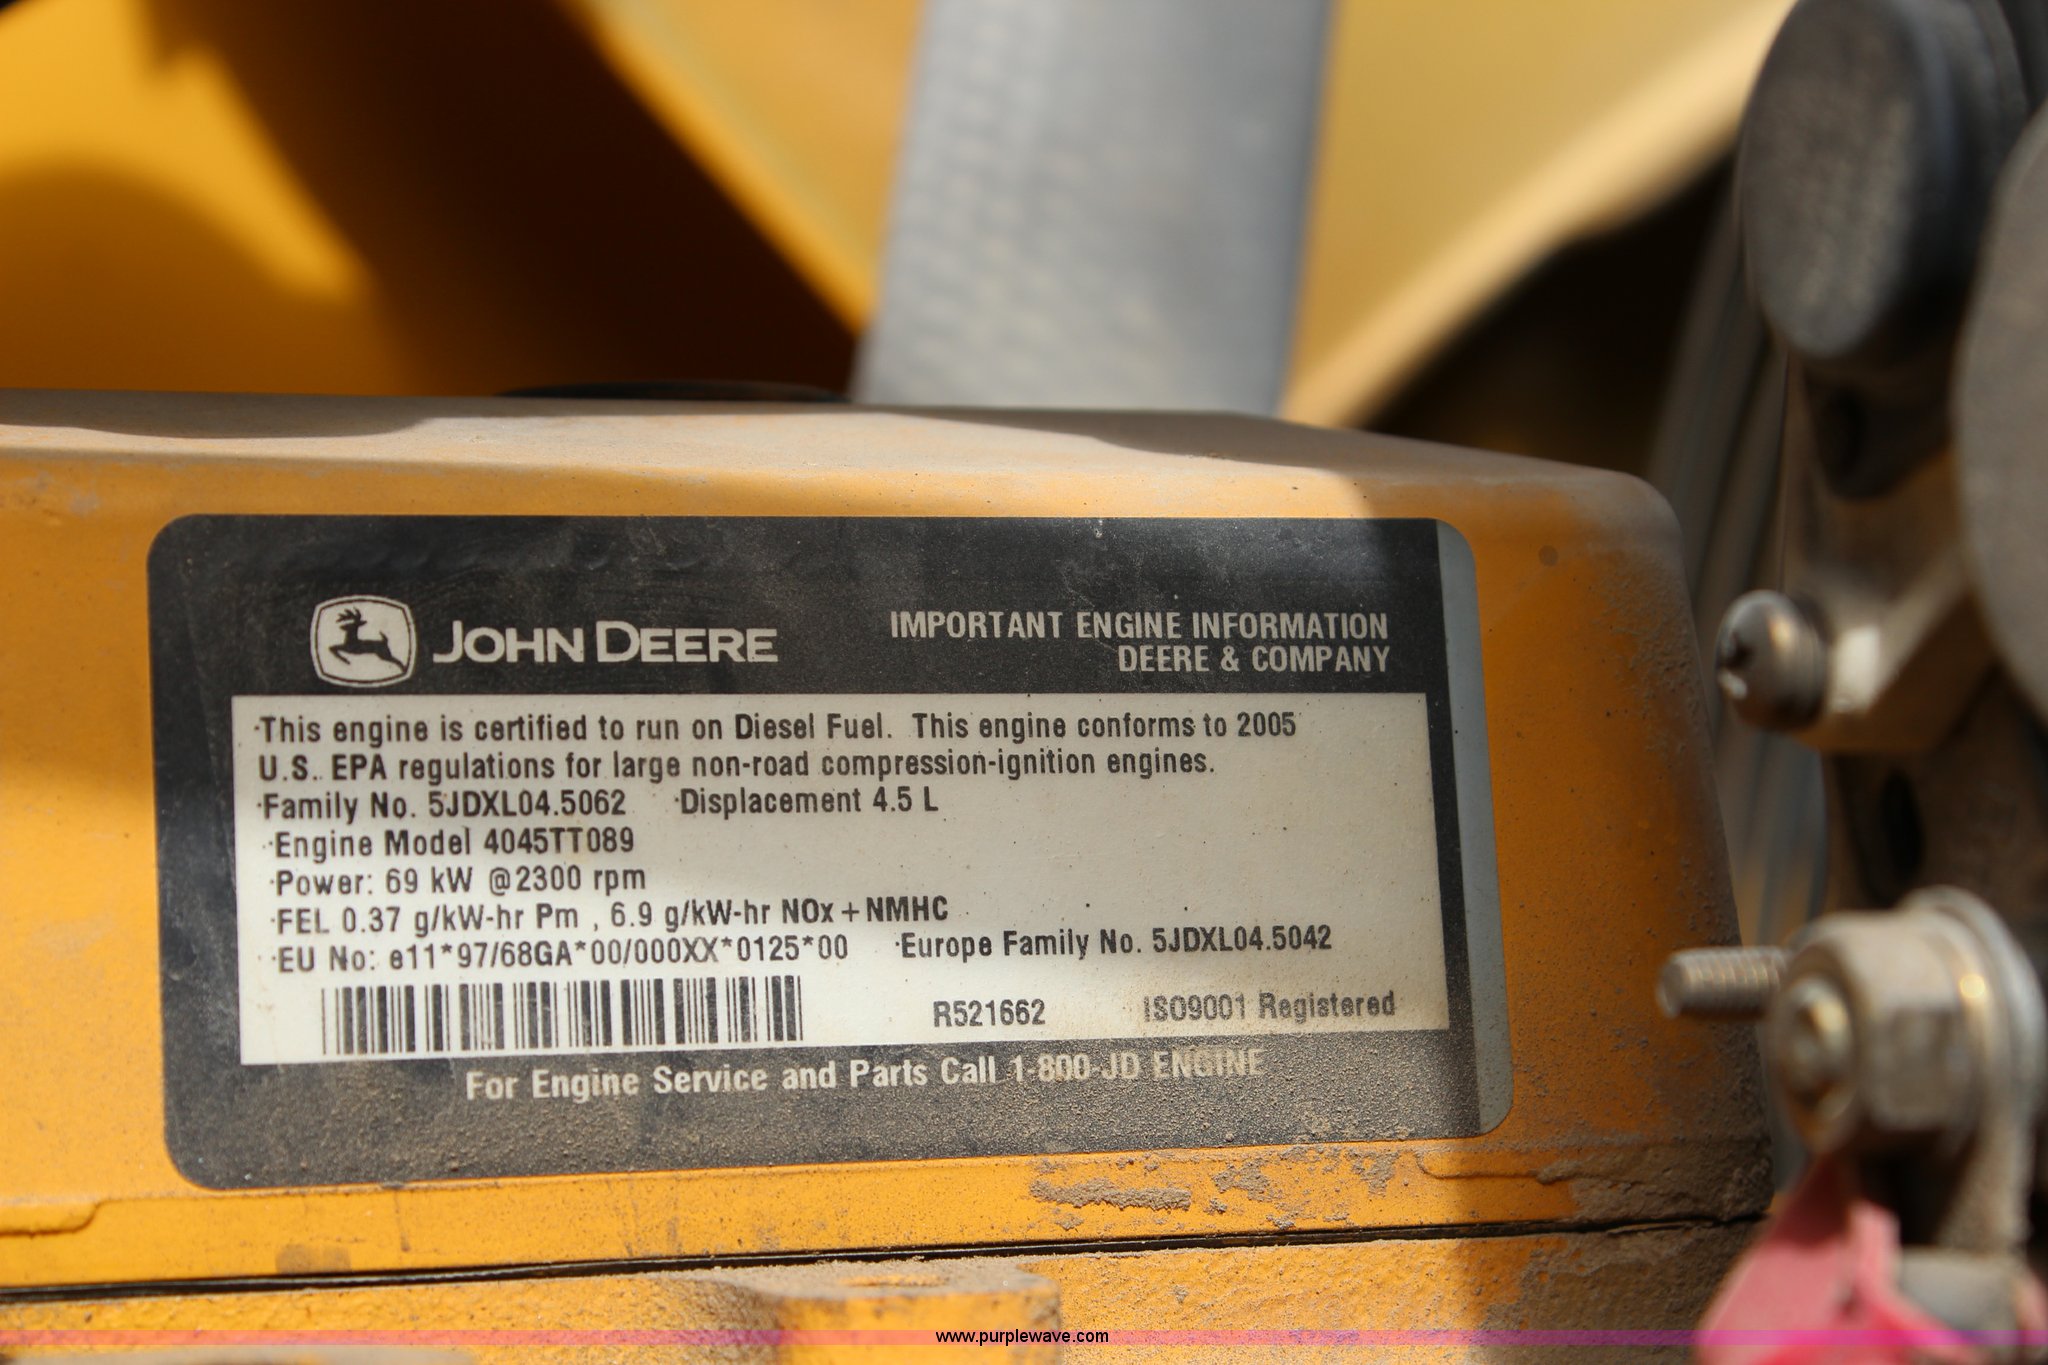 JOHN DEERE
IMPORTANT ENGINE INFORMATION
DEERE & COMPANY
·This engine is certified to run on Diesel Fuel. This engine conforms to 2005
U.S. EPA regulations for large non-road compression-ignition engines.
·Family No. 5JDXL04.5062 ·Displacement 4.5 L
·Engine Model 4045TT089
·Power: 69 kW @2300 rpm
·FEL 0.37 g/kW-hr Pm , 6.9 g/kW-hr NOx + NMHC
·EU No: e11*97/68GA*00/000XX*0125*00 ·Europe Family No. 5JDXL04.5042
R521662 ISO9001 Registered
For Engine Service and Parts Call 1-800-JD ENGINE
www.purplewave.com